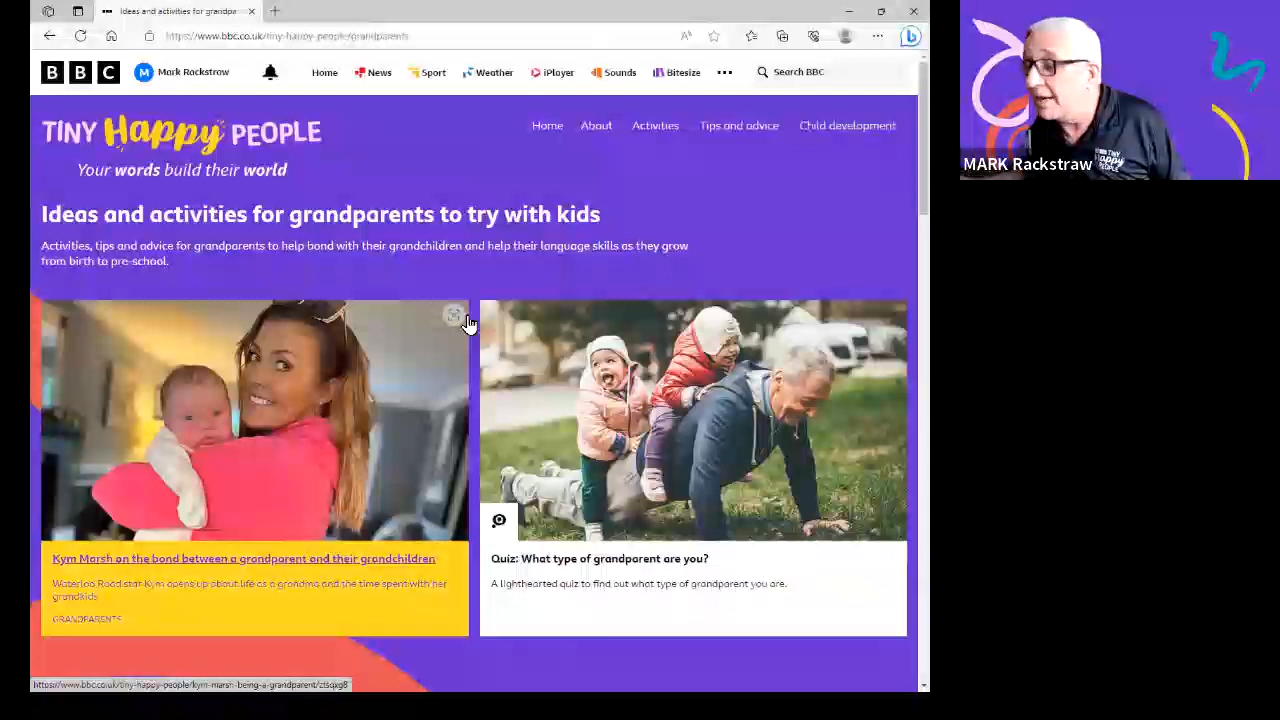 Ideas and activities for grandpa
https://www.bbc.co.uk/tiny-happy-people/grandparents
BBC
M Mark Rackstraw
Home News Sport Weather iPlayer Sounds Bitesize ••• Search BBC
TINY Happy PEOPLE
Your words build their world
Home About Activities Tips and advice Child development
Ideas and activities for grandparents to try with kids
Activities, tips and advice for grandparents to help bond with their grandchildren and help their language skills as they grow
from birth to pre-school.
Kym Marsh on the bond between a grandparent and their grandchildren
Waterloo Road star Kym opens up about life as a grandma and the time spent with her
grandkids
GRANDPARENTS
Quiz: What type of grandparent are you?
A lighthearted quiz to find out what type of grandparent you are.
https://www.bbc.co.uk/tiny-happy-people/kym-marsh-being-a-grandparent/
TINY
Happy
PEOPLE
MARK Rackstraw